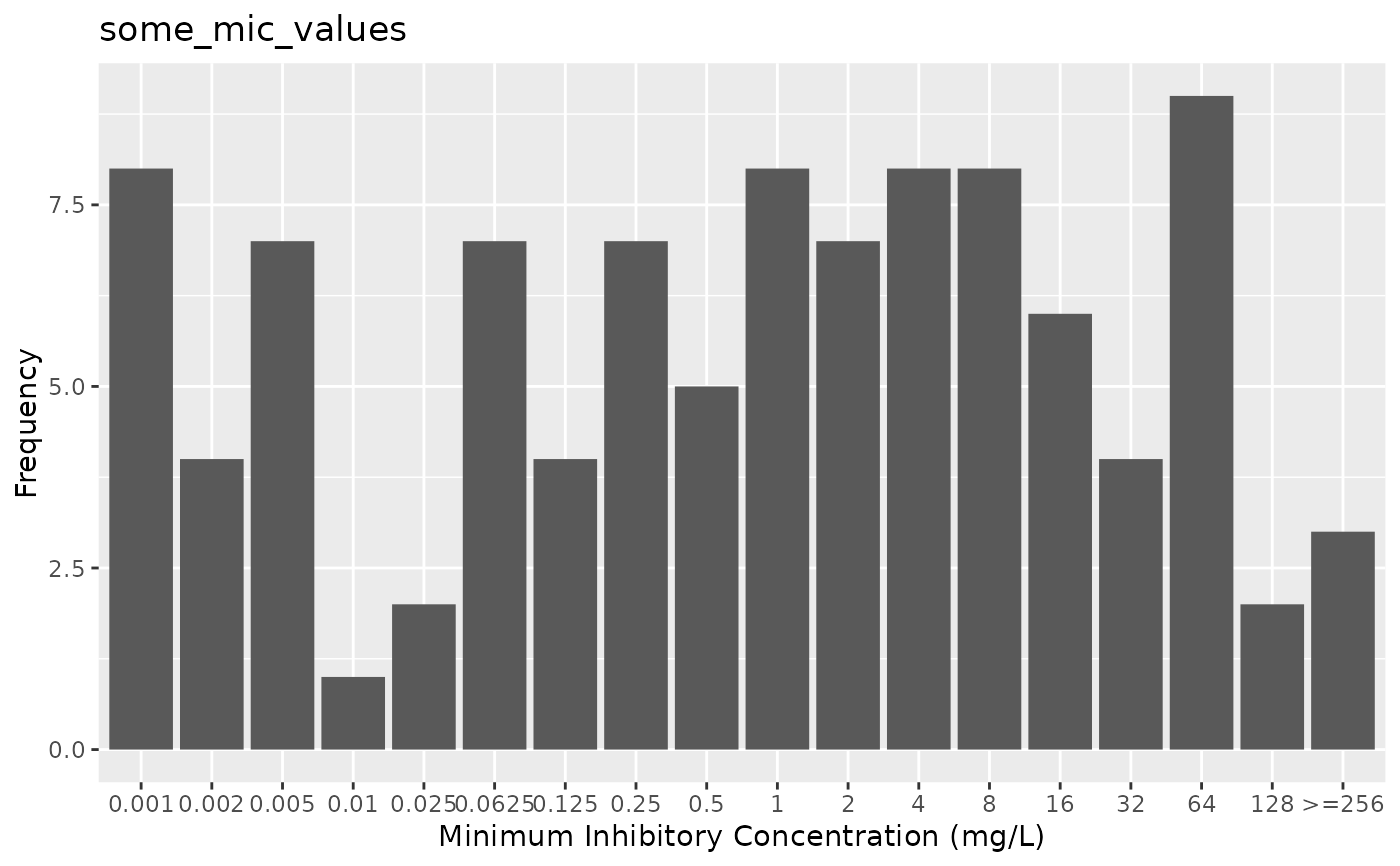 some_mic_values
Frequency
7.5
5.0
2.5
0.0
0.001 0.002 0.005 0.01 0.025 0.0625 0.125 0.25 0.5 1 2 4 8 16 32 64 128 >=256
Minimum Inhibitory Concentration (mg/L)